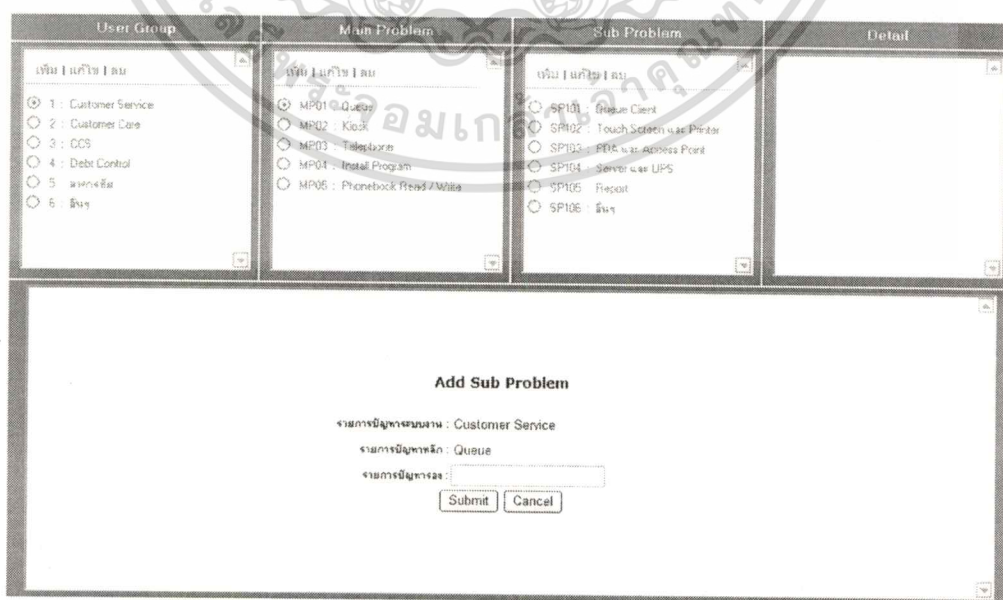 User Group
เพิ่ม | แก้ไข | ลบ
1 : Customer Service
2 : Customer Care
3 : CCS
4 : Debt Control
5
6 : อื่นๆ
Main Problem
เพิ่ม | แก้ไข | ลบ
MP01 : Queue
MP02 : Kiosk
MP03 : Telephone
MP04 : Install Program
MP05 : Phonebook Read / Write
Sub Problem
เพิ่ม | แก้ไข | ลบ
SP101 : Queue Client
SP102 : Touch Screen และ Printer
SP103 : PDA และ Access Point
SP104 : Server และ UPS
SP105 Report
SP106 : อื่นๆ
Detail
Add Sub Problem
รายการปัญหาระบบงาน : Customer Service
รายการปัญหาหลัก : Queue
รายการปัญหารอง :
Submit Cancel